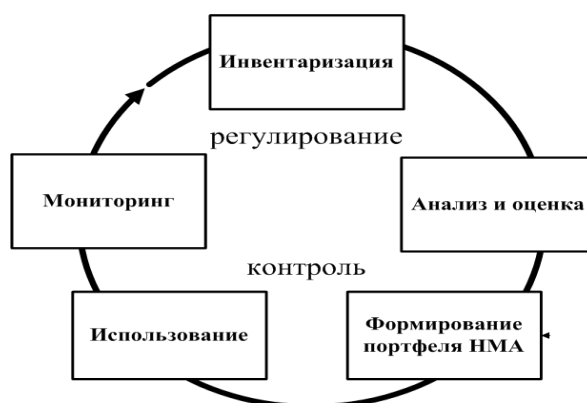 Инвентаризация
регулирование
Мониторинг
Анализ и оценка
контроль
Использование
Формирование
портфеля НМА